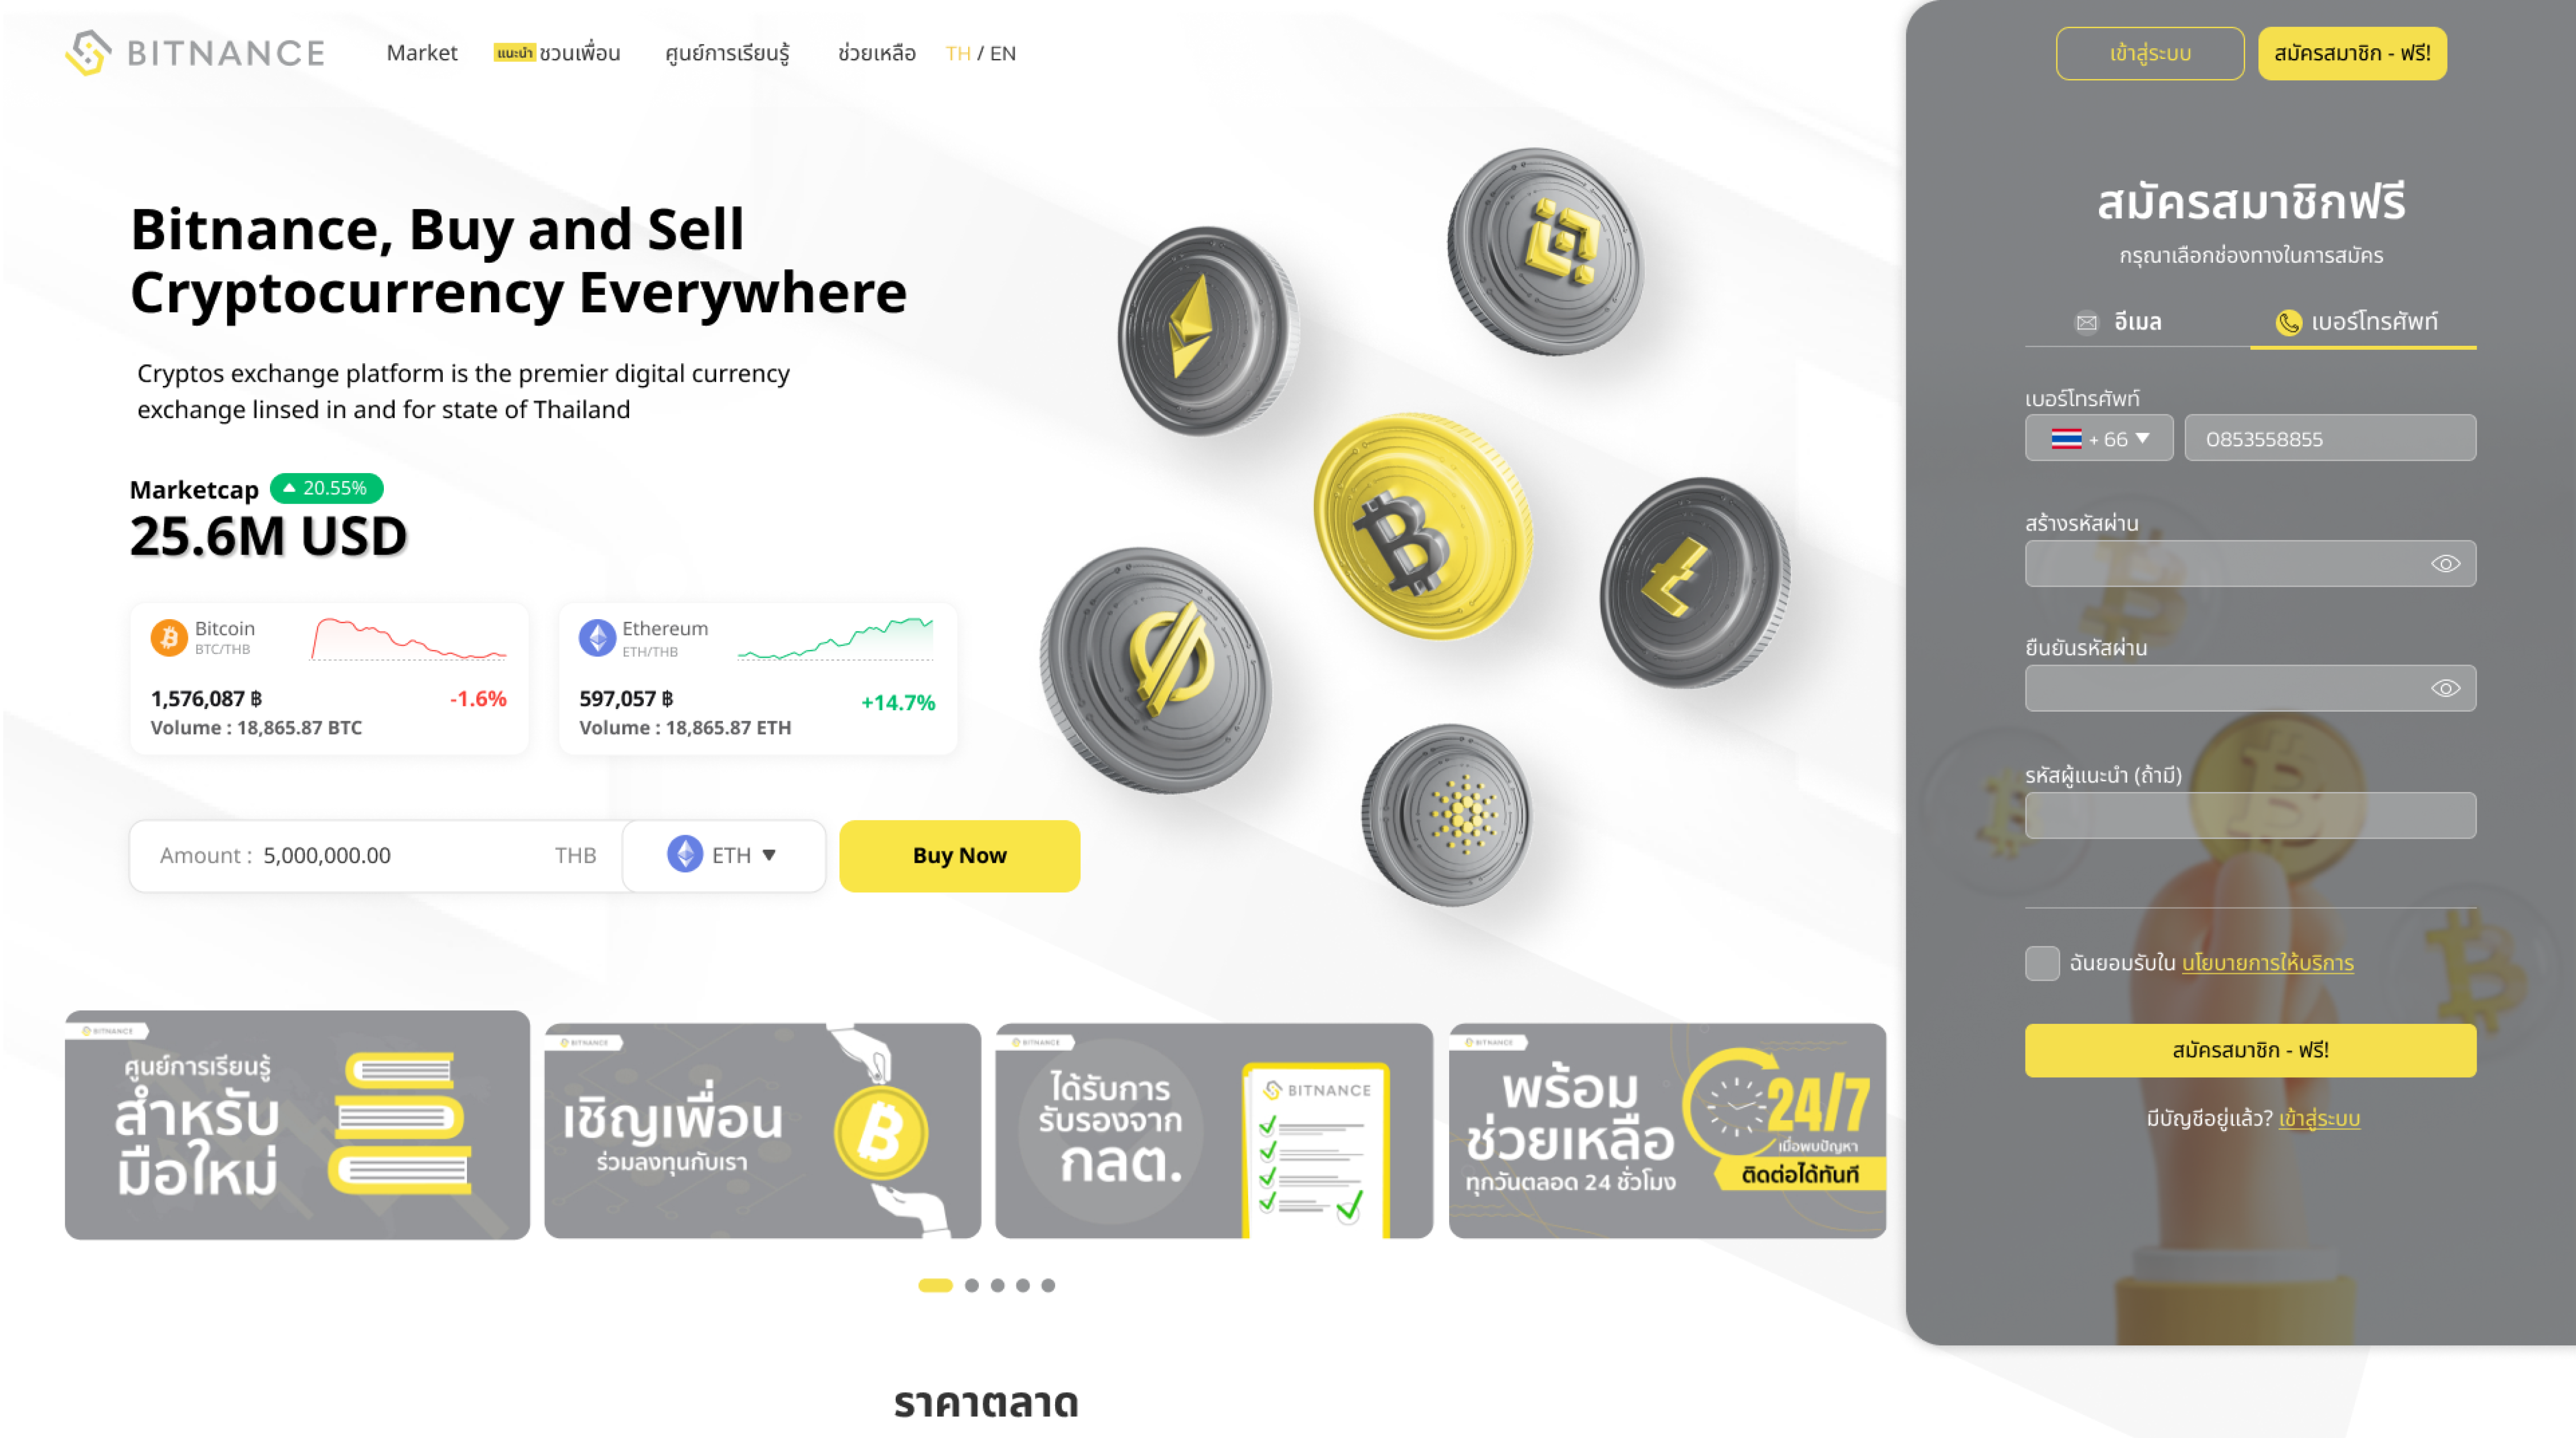 BITNANCE
Market
แนะนำ ชวนเพื่อน
ศูนย์การเรียนรู้
ช่วยเหลือ
TH / EN
เข้าสู่ระบบ
สมัครสมาชิก - ฟรี!
Bitnance, Buy and Sell
Cryptocurrency Everywhere
Cryptos exchange platform is the premier digital currency
exchange linsed in and for state of Thailand
Marketcap 20.55%
25.6M USD
Bitcoin
BTC/THB
1,576,087 ฿ -1.6%
Volume : 18,865.87 BTC
Ethereum
ETH/THB
597,057 ฿ +14.7%
Volume : 18,865.87 ETH
Amount : 5,000,000.00 THB
ETH
Buy Now
BITNANCE
ศูนย์การเรียนรู้
สำหรับ
มือใหม่
BITNANCE
เชิญเพื่อน
ร่วมลงทุนกับเรา
BITNANCE
ได้รับการ
รับรองจาก
กลต.
BITNANCE
BITNANCE
พร้อม
ช่วยเหลือ
ทุกวันตลอด 24 ชั่วโมง
24/7
เมื่อพบปัญหา
ติดต่อได้ทันที
ราคาตลาด
สมัครสมาชิกฟรี
กรุณาเลือกช่องทางในการสมัคร
อีเมล
เบอร์โทรศัพท์
เบอร์โทรศัพท์
+ 66
0853558855
สร้างรหัสผ่าน
ยืนยันรหัสผ่าน
รหัสผู้แนะนำ (ถ้ามี)
ฉันยอมรับใน นโยบายการให้บริการ
สมัครสมาชิก - ฟรี!
มีบัญชีอยู่แล้ว? เข้าสู่ระบบ